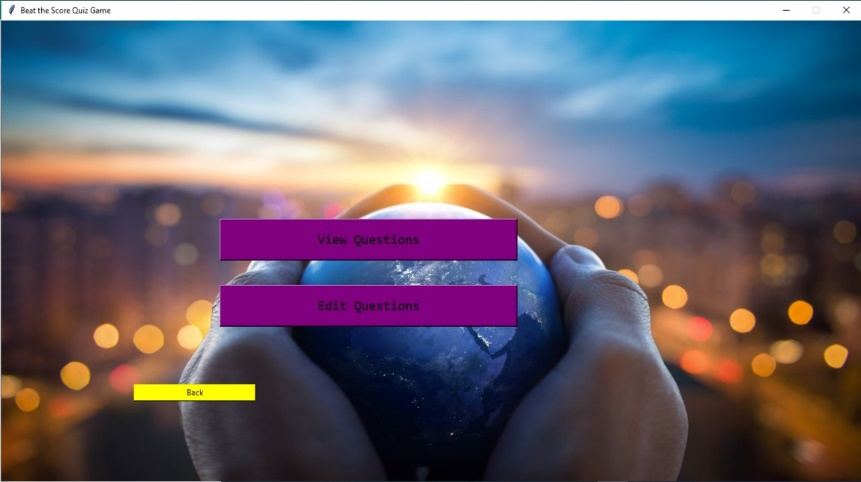 Beat the Score Quiz Game
View Questions
Edit Questions
Back